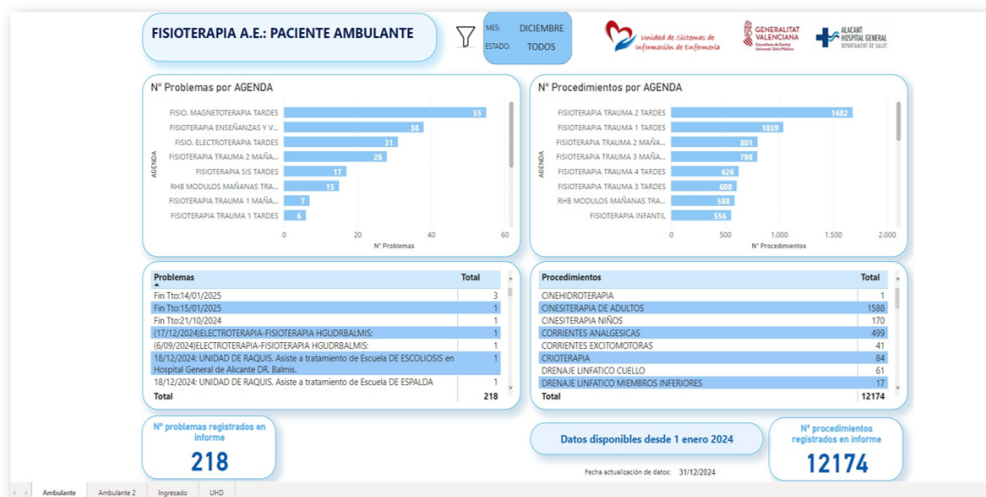 FISIOTERAPIA A.E.: PACIENTE AMBULANTE
MES: DICIEMBRE
ESTADO: TODOS
Unidad de Sistemas de
Información de Enfermería
GENERALITAT
VALENCIANA
Conselleria de Sanitat
Universal i Salut Pública
ALACANT
HOSPITAL GENERAL
DEPARTAMENT DE SALUT
N° Problemas por AGENDA
AGENDA
FISIO. MAGNETOTERAPIA TARDES 55
FISIOTERAPIA ENSEÑANZAS Y V... 38
FISIO. ELECTROTERAPIA TARDES 31
FISIOTERAPIA TRAUMA 2 MAÑA... 28
FISIOTERAPIA SIS TARDES 17
RHB MODULOS MAÑANAS TRA... 15
FISIOTERAPIA TRAUMA 1 MAÑA... 7
FISIOTERAPIA TRAUMA 1 TARDES 6
0 20 40 60
N° Problemas
N° Procedimientos por AGENDA
AGENDA
FISIOTERAPIA TRAUMA 2 TARDES 1682
FISIOTERAPIA TRAUMA 1 TARDES 1039
FISIOTERAPIA TRAUMA 2 MAÑA... 801
FISIOTERAPIA TRAUMA 3 MAÑA... 798
FISIOTERAPIA TRAUMA 4 TARDES 626
FISIOTERAPIA TRAUMA 3 TARDES 608
RHB MODULOS MAÑANAS TRA... 588
FISIOTERAPIA INFANTIL 556
0 500 1.000 1.500 2.000
N° Procedimientos
Problemas Total
Fin Tto:14/01/2025 3
Fin Tto:15/01/2025 1
Fin Tto:21/10/2024 1
(17/12/2024)ELECTROTERAPIA-FISIOTERAPIA HGUDRBALMIS: 1
(6/09/2024)ELECTROTERAPIA-FISIOTERAPIA HGUDRBALMIS: 1
18/12/2024: UNIDAD DE RAQUIS. Asiste a tratamiento de Escuela de ESCOLIOSIS en 1
Hospital General de Alicante DR. Balmis.
18/12/2024: UNIDAD DE RAQUIS. Asiste a tratamiento de Escuela DE ESPALDA 1
Total 218
Procedimientos Total
CINEHIDROTERAPIA 1
CINESITERAPIA DE ADULTOS 1588
CINESITERAPIA NIÑOS 170
CORRIENTES ANALGESICAS 499
CORRIENTES EXCITOMOTORAS 41
CRIOTERAPIA 84
DRENAJE LINFATICO CUELLO 61
DRENAJE LINFATICO MIEMBROS INFERIORES 17
Total 12174
N° problemas registrados en
informe
218
Datos disponibles desde 1 enero 2024
Fecha actualización de datos: 31/12/2024
N° procedimientos
registrados en informe
12174
Ambulante Ambulante 2 Ingresado UHD